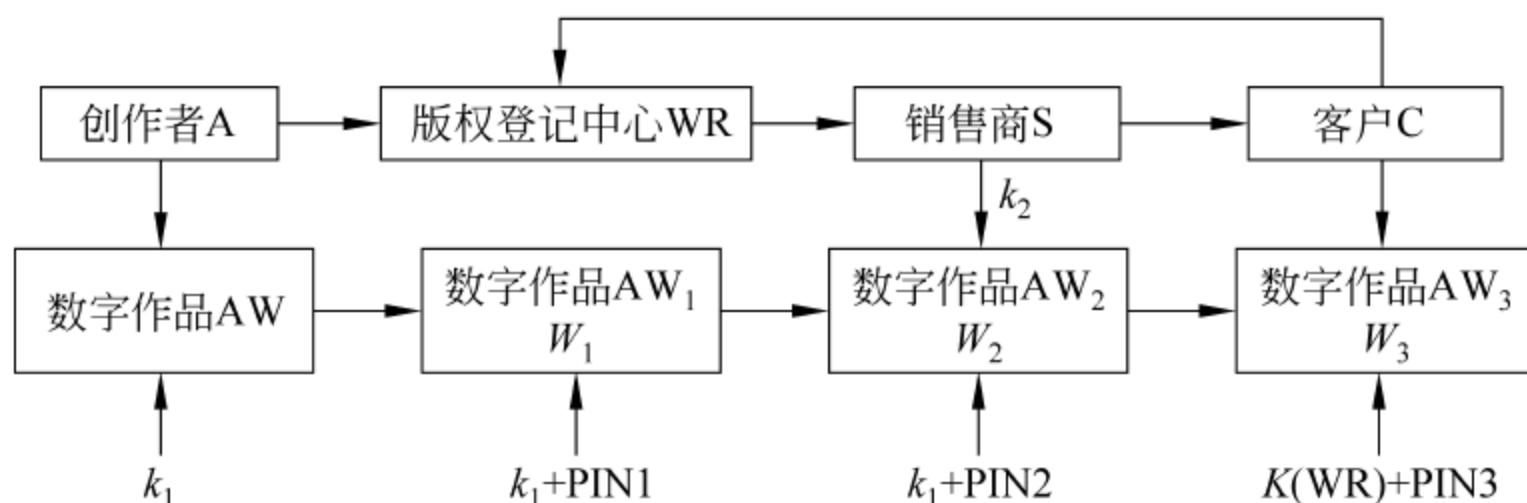 创作者A
版权登记中心WR
销售商S
客户C
k₂
数字作品AW
数字作品AW₁
W₁
数字作品AW₂
W₂
数字作品AW₃
W₃
k₁
k₁+PIN1
k₁+PIN2
K(WR)+PIN3